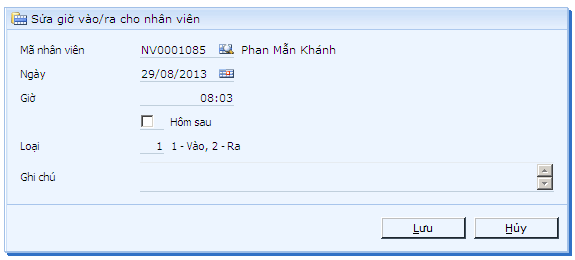 Sửa giờ vào/ra cho nhân viên
Mã nhân viên NV0001085 Phan Mẫn Khánh
Ngày 29/08/2013
Giờ 08:03
Hôm sau
Loại 1 1 - Vào, 2 - Ra
Ghi chú
Lưu Hủy